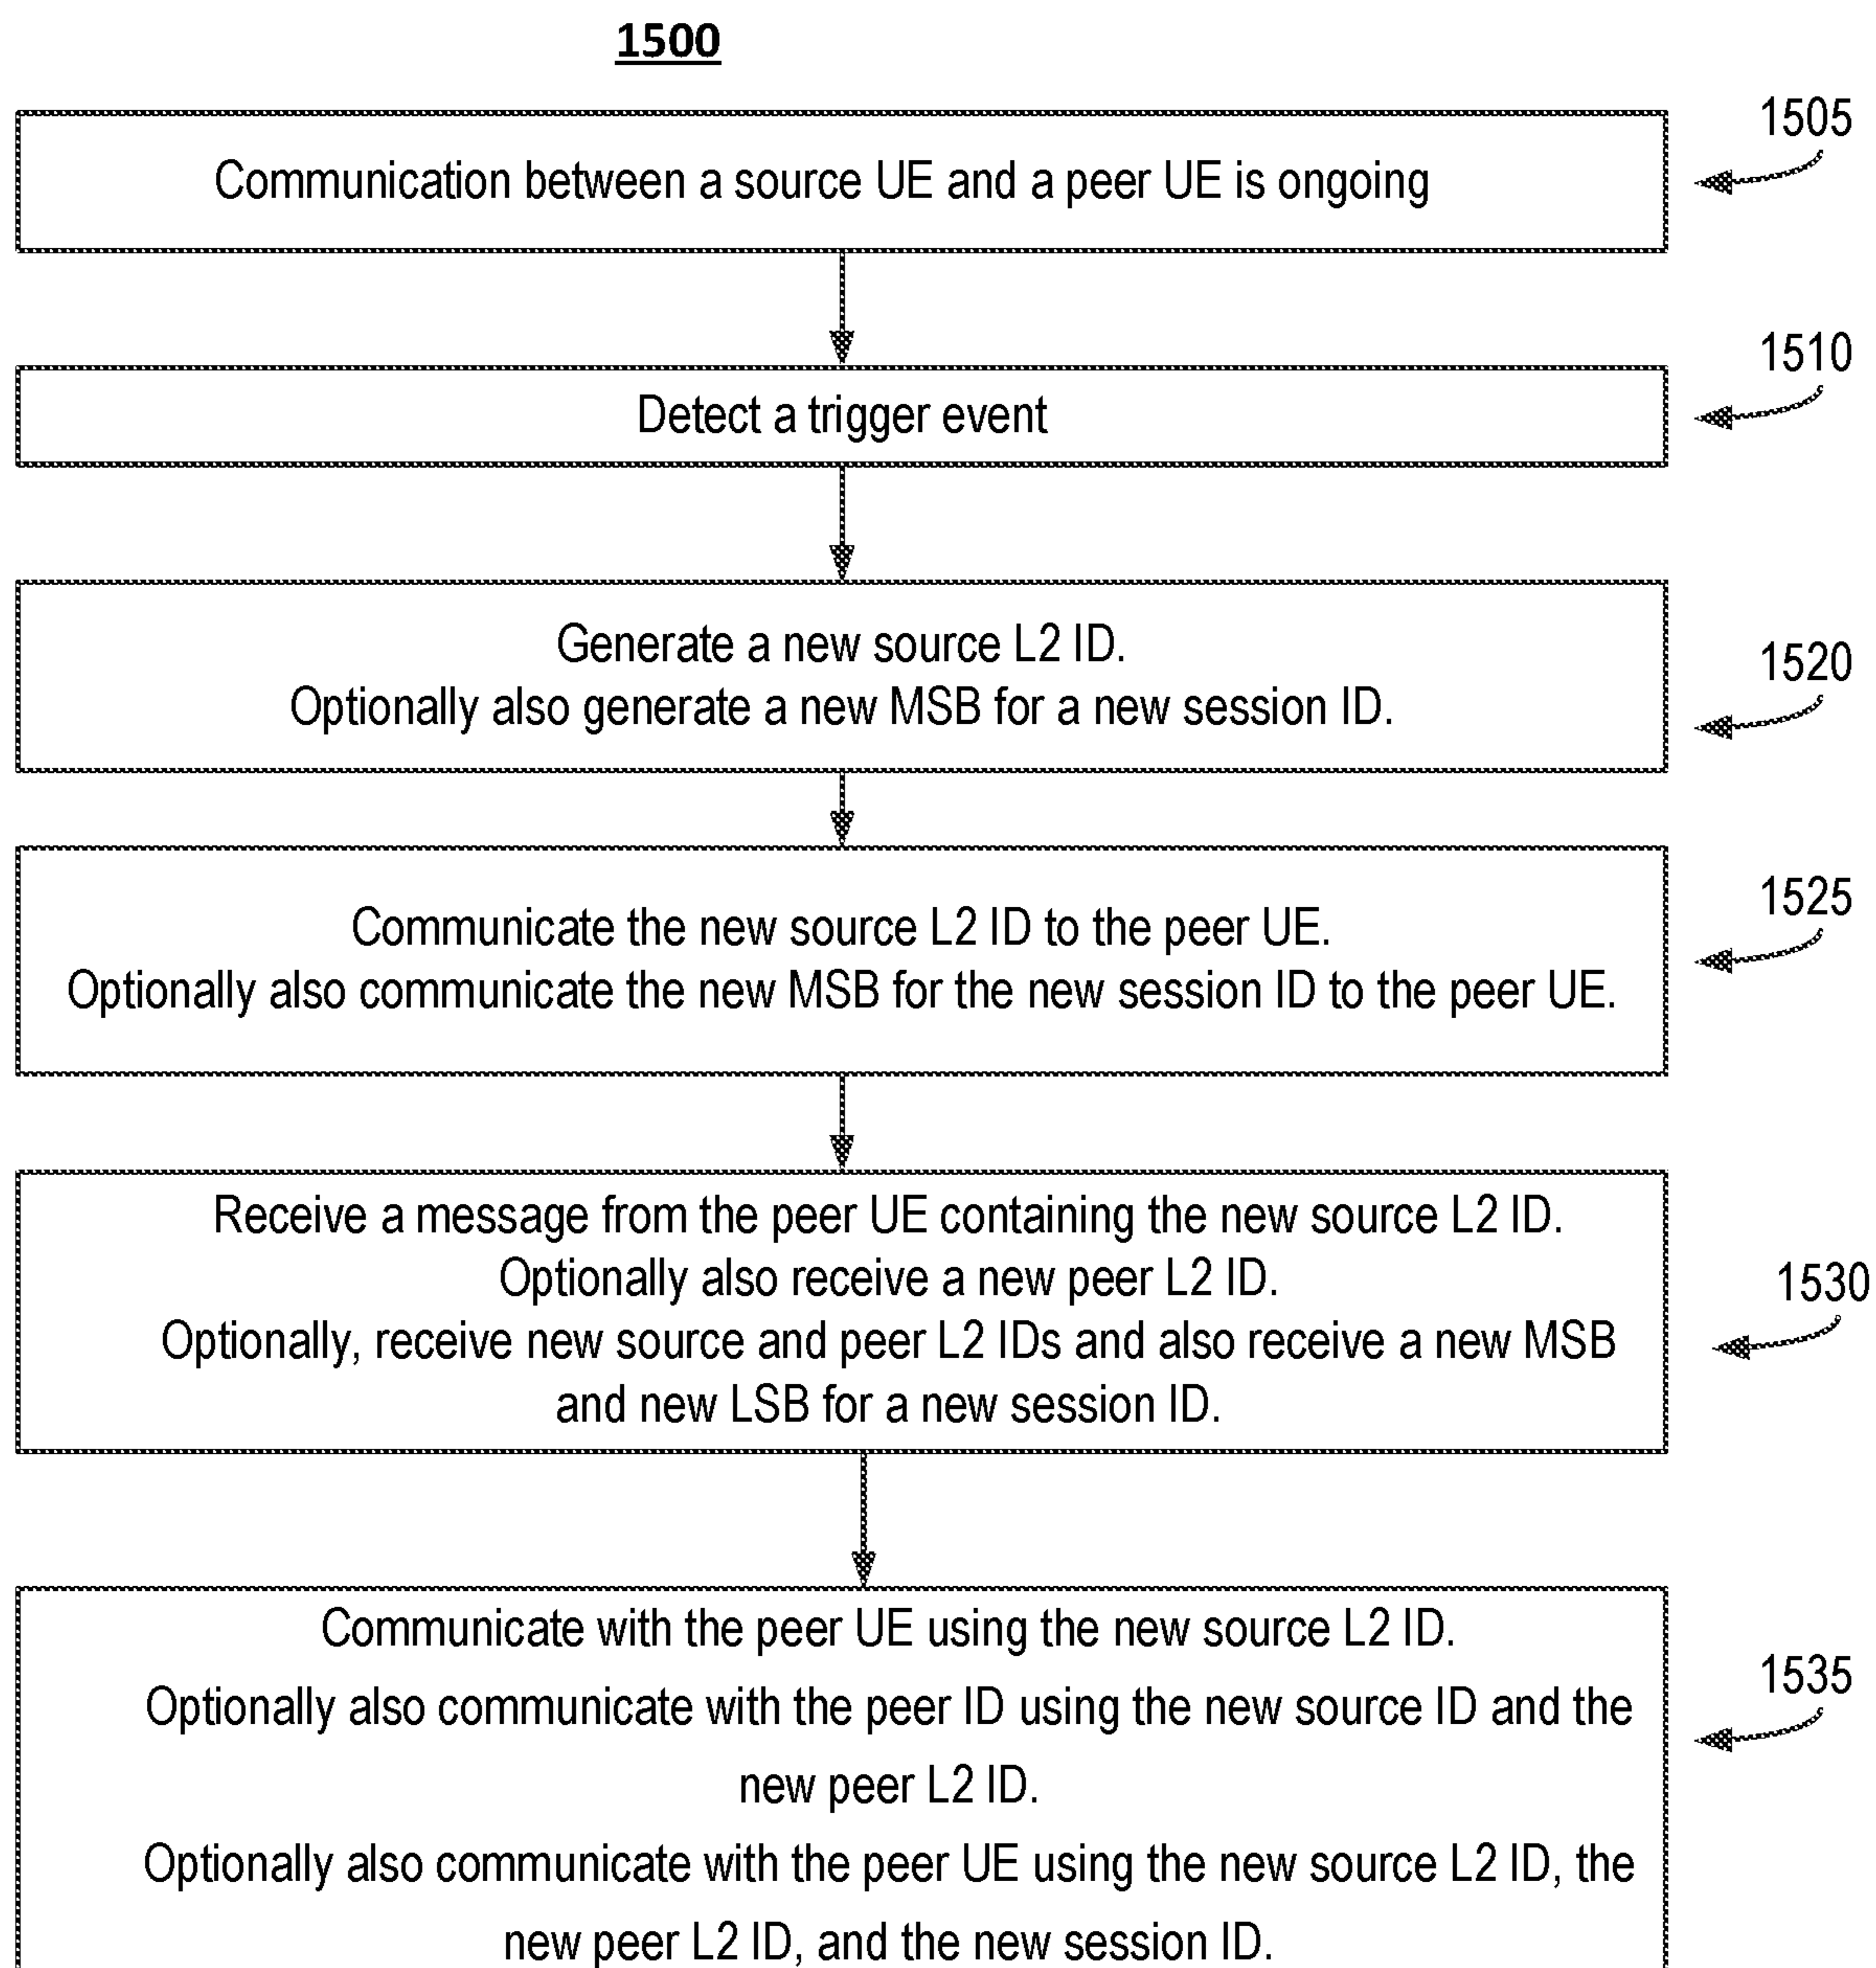 1500
Communication between a source UE and a peer UE is ongoing
1505
Detect a trigger event
1510
Generate a new source L2 ID.
Optionally also generate a new MSB for a new session ID.
1520
Communicate the new source L2 ID to the peer UE.
Optionally also communicate the new MSB for the new session ID to the peer UE.
1525
Receive a message from the peer UE containing the new source L2 ID.
Optionally also receive a new peer L2 ID.
Optionally, receive new source and peer L2 IDs and also receive a new MSB
and new LSB for a new session ID.
1530
Communicate with the peer UE using the new source L2 ID.
Optionally also communicate with the peer ID using the new source ID and the
new peer L2 ID.
Optionally also communicate with the peer UE using the new source L2 ID, the
new peer L2 ID, and the new session ID.
1535